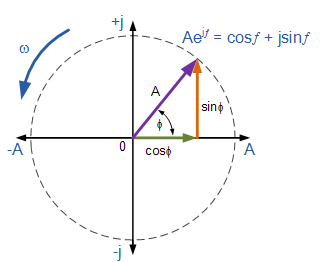 +j
Ae^jf = cosf + jsinf
ω
A
sinϕ
ϕ
-A
0
cosϕ
A
-j